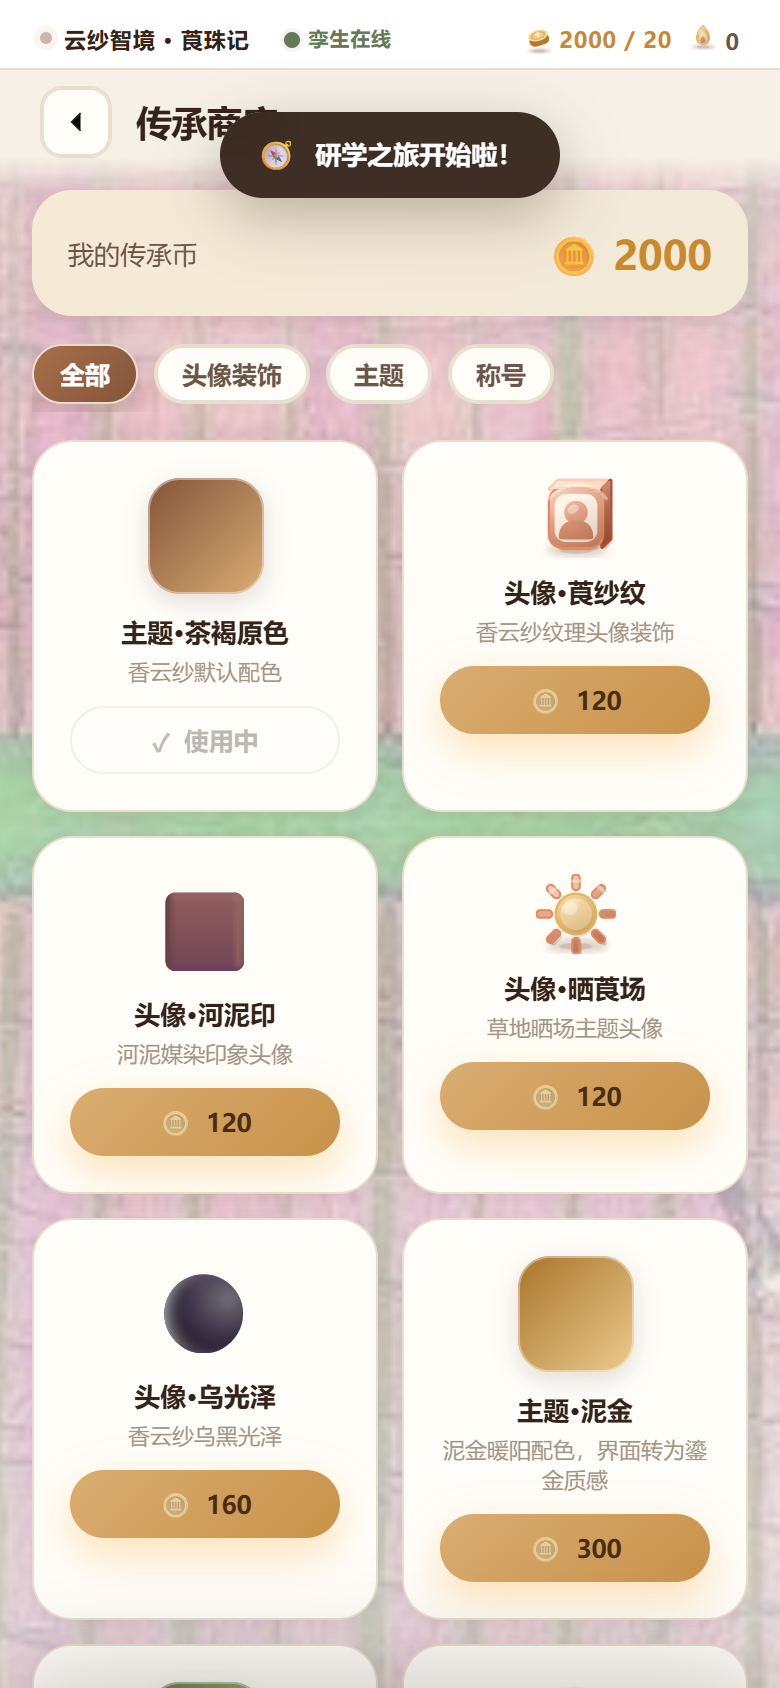 云纱智境·莨珠记
孪生在线
2000 / 20
0
传承商
研学之旅开始啦！
我的传承币
2000
全部
头像装饰
主题
称号
主题·茶褐原色
香云纱默认配色
✓ 使用中
头像·莨纱纹
香云纱纹理头像装饰
120
头像·河泥印
河泥媒染印象头像
120
头像·晒莨场
草地晒场主题头像
120
头像·乌光泽
香云纱乌黑光泽
160
主题·泥金
泥金暖阳配色，界面转为鎏
金质感
300